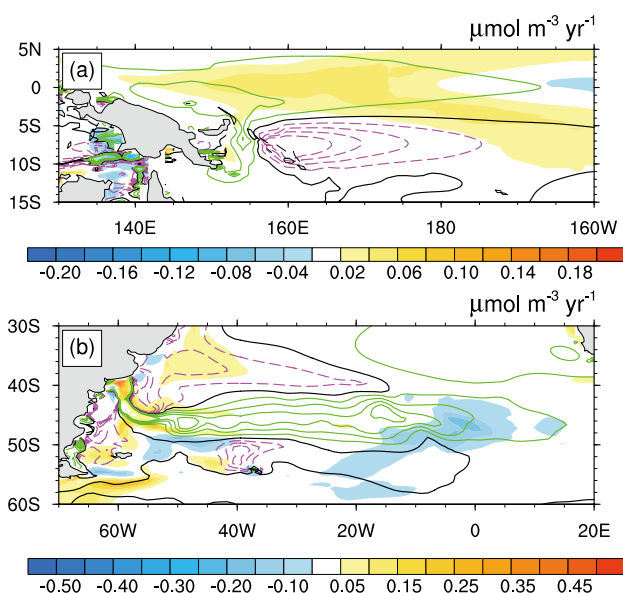 μmol m⁻³ yr⁻¹
(a)
5N
0
5S
10S
15S
140E 160E 180 160W
-0.20 -0.16 -0.12 -0.08 -0.04 0.02 0.06 0.10 0.14 0.18
μmol m⁻³ yr⁻¹
(b)
30S
40S
50S
60S
60W 40W 20W 0 20E
-0.50 -0.40 -0.30 -0.20 -0.10 0.05 0.15 0.25 0.35 0.45